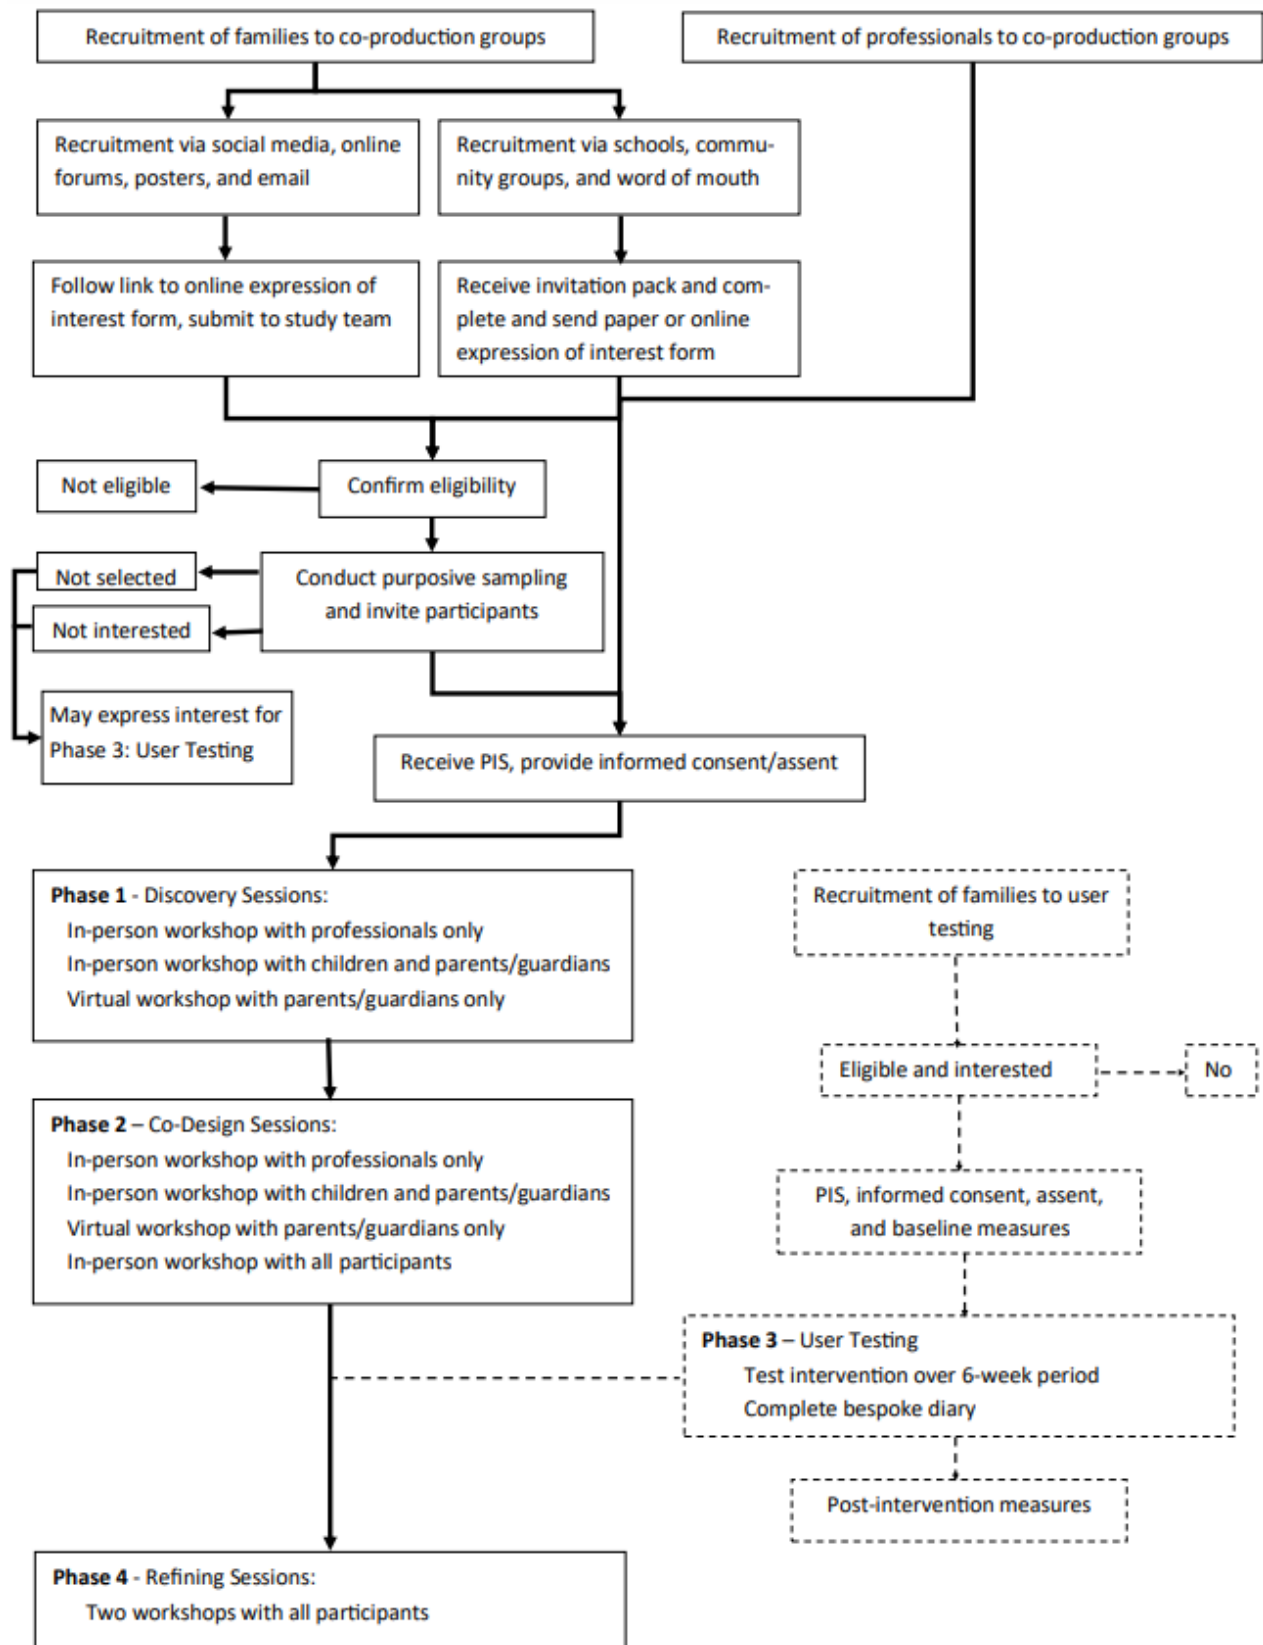 Recruitment of families to co-production groups
Recruitment of professionals to co-production groups
Recruitment via social media, online
forums, posters, and email
Recruitment via schools, commu-
nity groups, and word of mouth
Follow link to online expression of
interest form, submit to study team
Receive invitation pack and com-
plete and send paper or online
expression of interest form
Not eligible
Confirm eligibility
Not selected
Conduct purposive sampling
and invite participants
Not interested
May express interest for
Phase 3: User Testing
Receive PIS, provide informed consent/assent
Phase 1 - Discovery Sessions:
In-person workshop with professionals only
In-person workshop with children and parents/guardians
Virtual workshop with parents/guardians only
Recruitment of families to user
testing
Eligible and interested
No
Phase 2 – Co-Design Sessions:
In-person workshop with professionals only
In-person workshop with children and parents/guardians
Virtual workshop with parents/guardians only
In-person workshop with all participants
PIS, informed consent, assent,
and baseline measures
Phase 3 – User Testing
Test intervention over 6-week period
Complete bespoke diary
Post-intervention measures
Phase 4 - Refining Sessions:
Two workshops with all participants